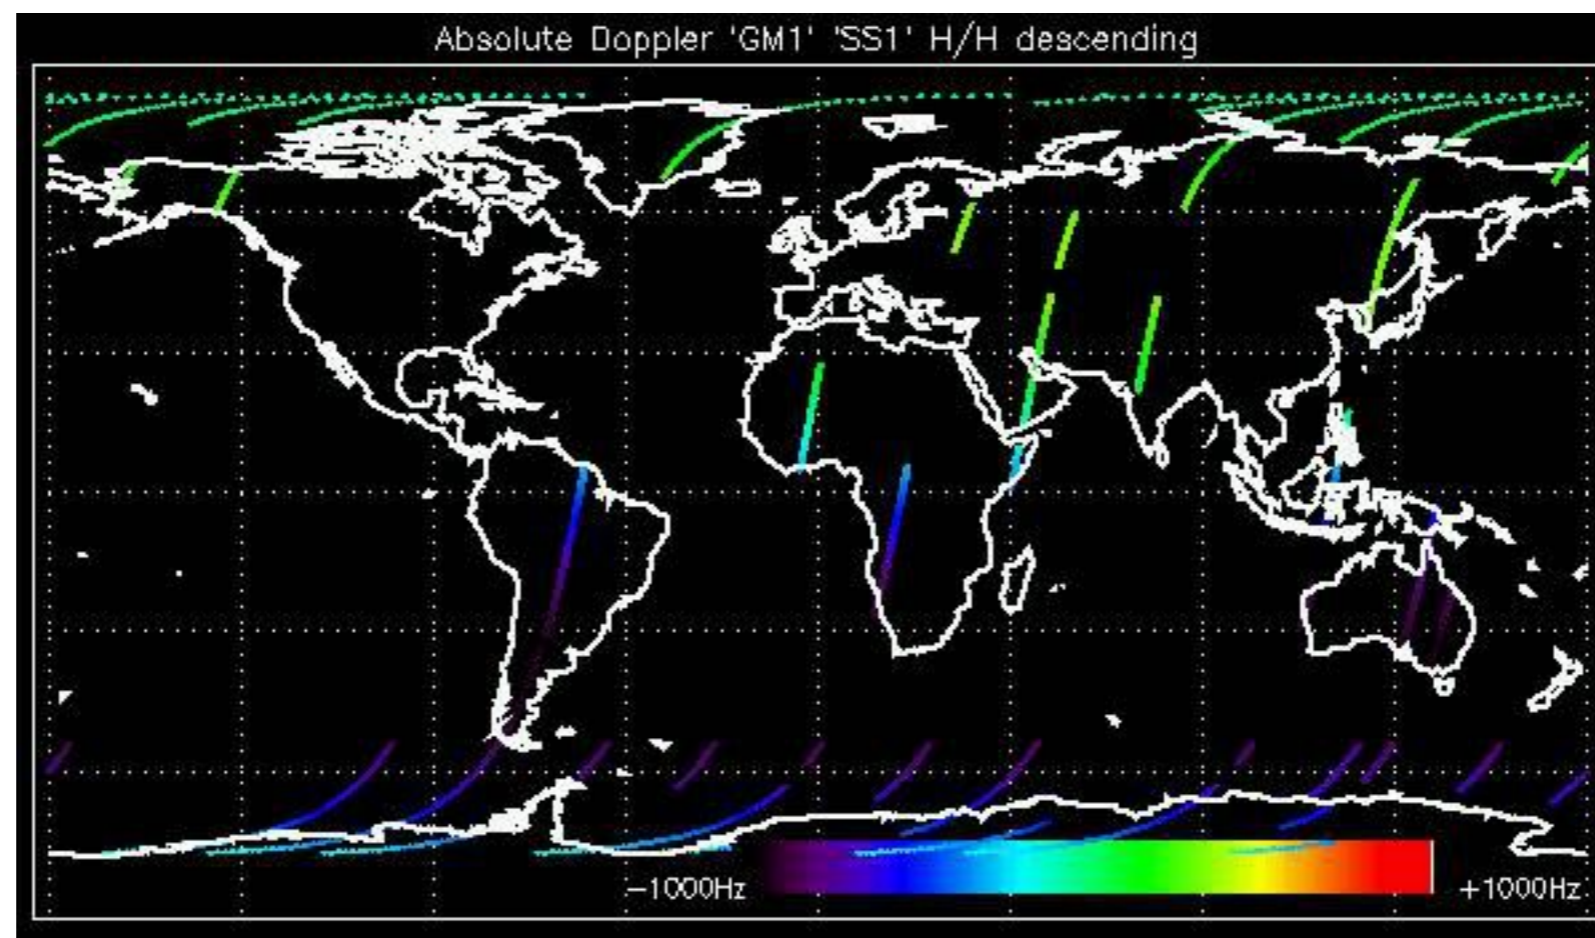 Absolute Doppler 'GM1' 'SS1' H/H descending
−1000Hz
+1000Hz